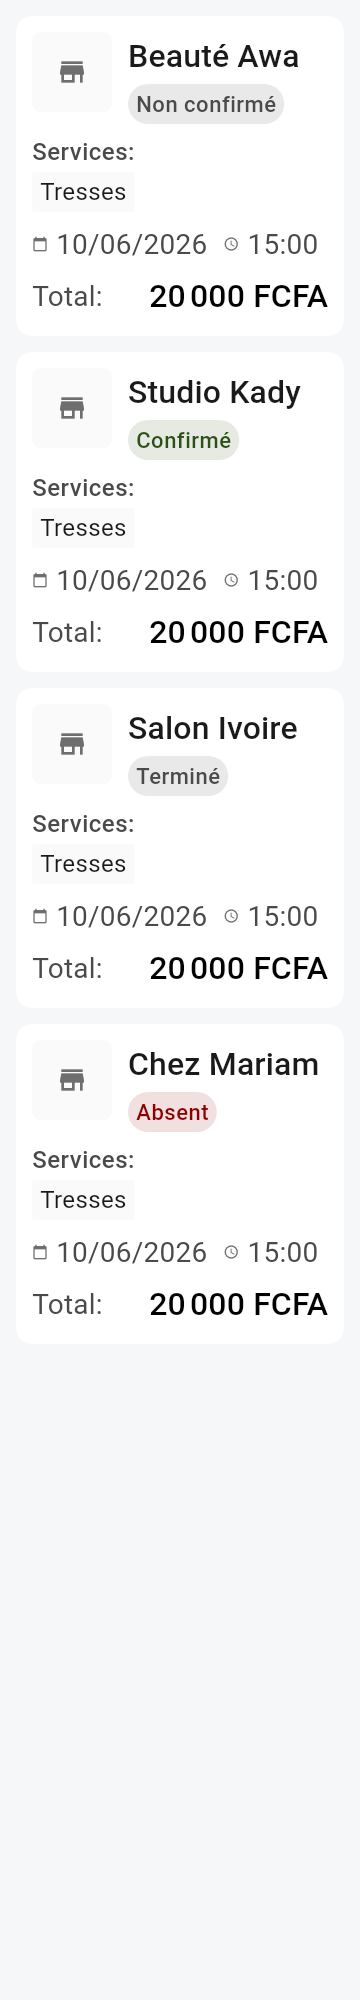 Beauté Awa
Non confirmé
Services:
Tresses
10/06/2026 15:00
Total: 20 000 FCFA
Studio Kady
Confirmé
Services:
Tresses
10/06/2026 15:00
Total: 20 000 FCFA
Salon Ivoire
Terminé
Services:
Tresses
10/06/2026 15:00
Total: 20 000 FCFA
Chez Mariam
Absent
Services:
Tresses
10/06/2026 15:00
Total: 20 000 FCFA